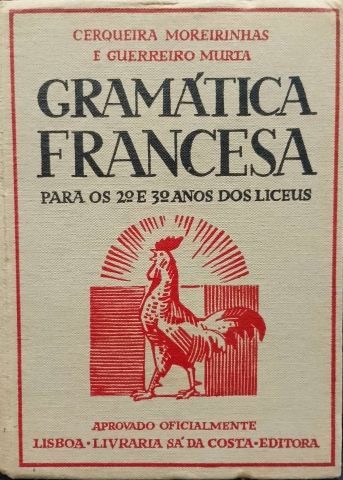 CERQUEIRA MOREIRINHAS
E GUERREIRO MURTA
GRAMÁTICA
FRANCESA
PARA OS 2º E 3º ANOS DOS LICEUS
APROVADO OFICIALMENTE
LISBOA • LIVRARIA SÁ DA COSTA • EDITORA